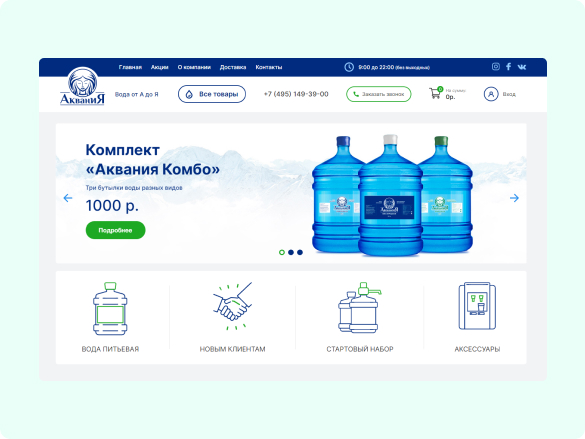 Главная Акции О компании Доставка Контакты 9:00 до 22:00 (без выходных)
АкваниЯ
Вода от А до Я Все товары +7 (495) 149-39-00 Заказать звонок 0 На сумму 0р. Вход
Комплект
«Аквания Комбо»
Три бутылки воды разных видов
1000 р.
Подробнее
АкваниЯ
ВОДА ПИТЬЕВАЯ НОВЫМ КЛИЕНТАМ СТАРТОВЫЙ НАБОР АКСЕССУАРЫ